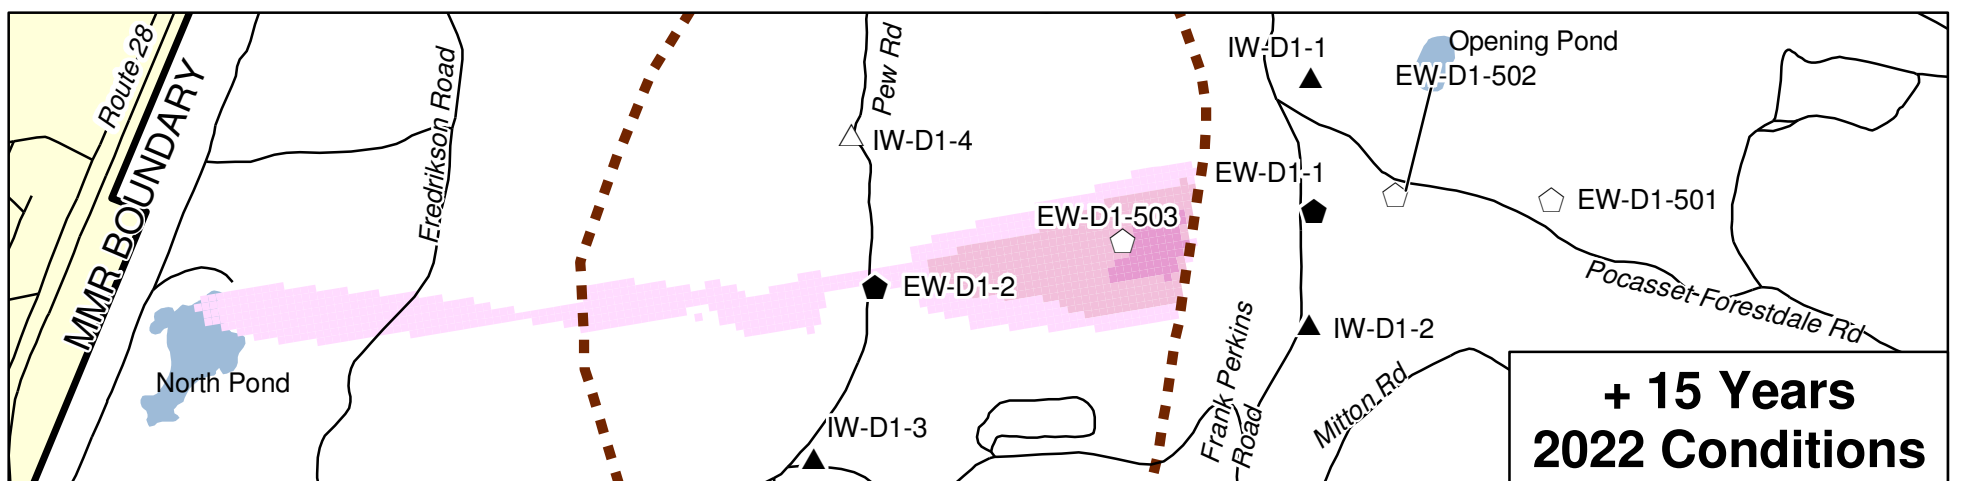 Route 28
MMR BOUNDARY
Fredrikson Road
Pew Rd
IW-D1-1
Opening Pond
EW-D1-502
IW-D1-4
EW-D1-1
EW-D1-501
EW-D1-503
EW-D1-2
Pocasset-Forestdale Rd
IW-D1-2
North Pond
Frank Perkins
Road
Mitton Rd
IW-D1-3
+ 15 Years
2022 Conditions